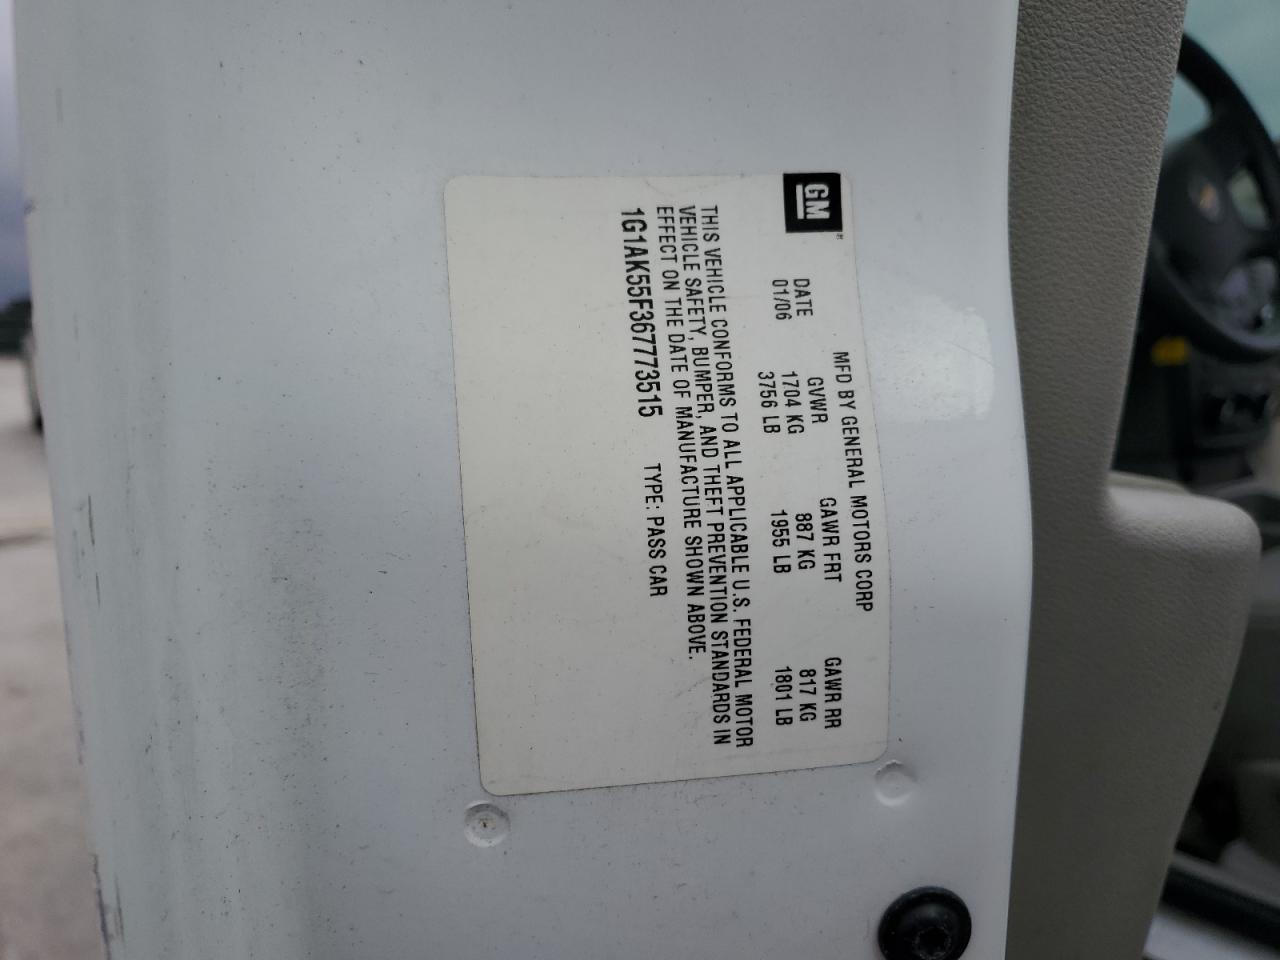 GM
MFD BY GENERAL MOTORS CORP
DATE GVWR GAWR FRT GAWR RR
01/06 1704 KG 887 KG 817 KG
3756 LB 1955 LB 1801 LB
THIS VEHICLE CONFORMS TO ALL APPLICABLE U.S. FEDERAL MOTOR
VEHICLE SAFETY, BUMPER, AND THEFT PREVENTION STANDARDS IN
EFFECT ON THE DATE OF MANUFACTURE SHOWN ABOVE.
1G1AK55F367773515 TYPE: PASS CAR